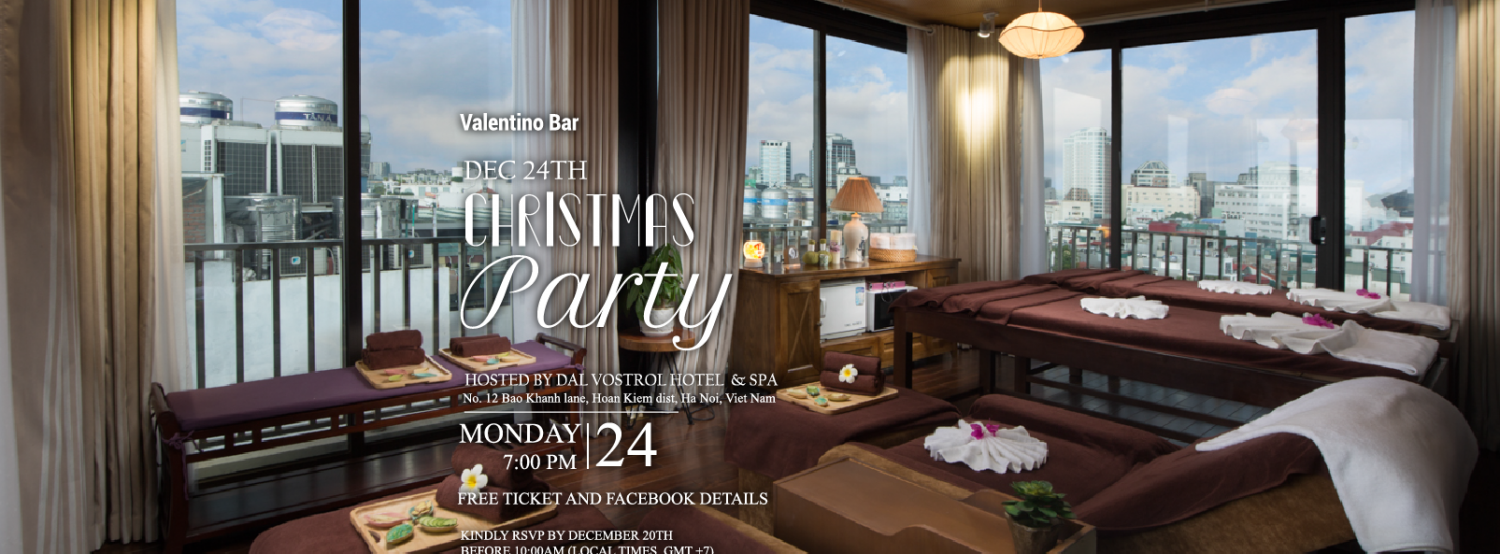 Valentino Bar
DEC 24TH
CHRISTMAS
Party
HOSTED BY DAL VOSTROL HOTEL & SPA
No. 12 Bao Khanh lane, Hoan Kiem dist, Ha Noi, Viet Nam
MONDAY 24
7:00 PM
FREE TICKET AND FACEBOOK DETAILS
KINDLY RSVP BY DECEMBER 20TH
BEFORE 10:00AM (LOCAL TIMES, GMT +7)